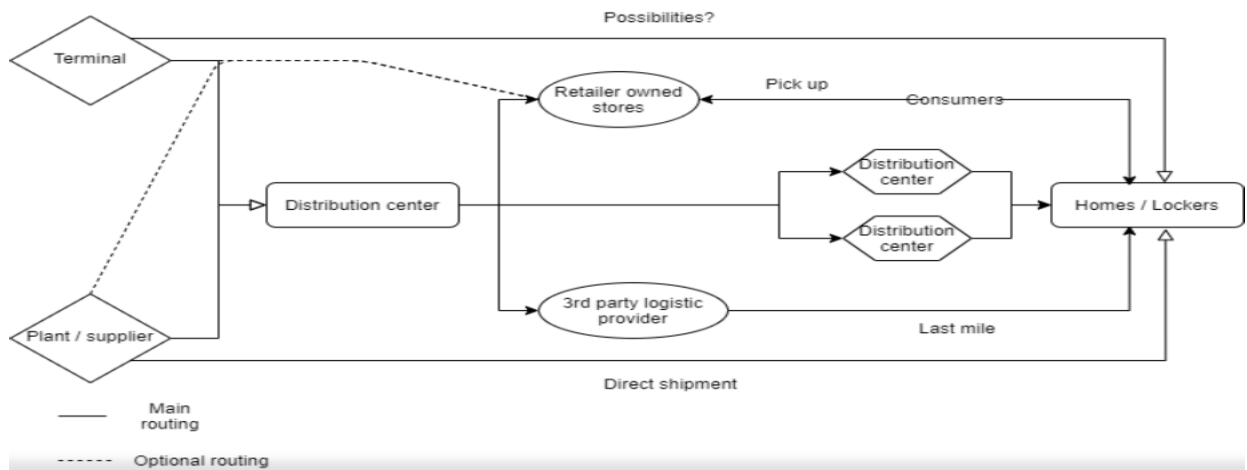 Possibilities?
Terminal
Retailer owned
stores
Pick up
Consumers
Distribution
center
Distribution center
Homes / Lockers
Distribution
center
3rd party logistic
provider
Plant / supplier
Last mile
Direct shipment
Main
routing
Optional routing